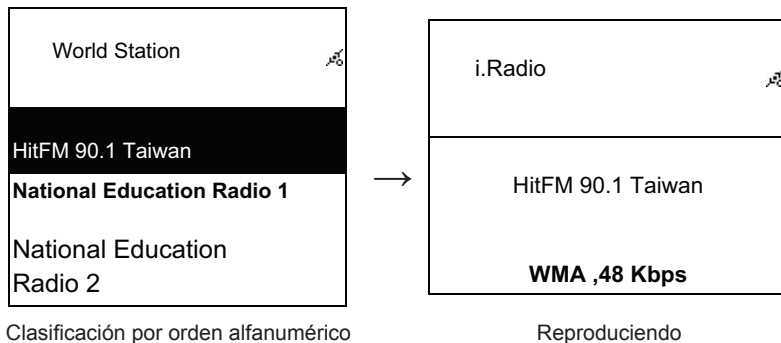 World Station
HitFM 90.1 Taiwan
National Education Radio 1
National Education
Radio 2
Clasificación por orden alfanumérico
→
i.Radio
HitFM 90.1 Taiwan
WMA ,48 Kbps
Reproduciendo